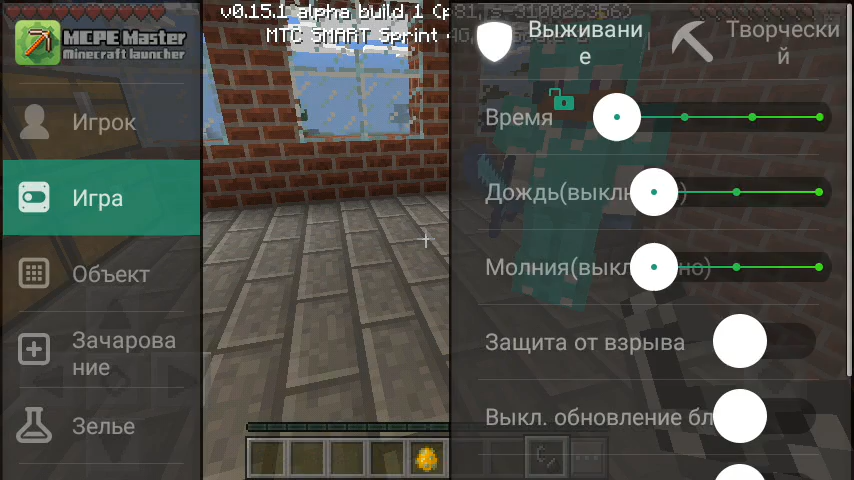 v0.15.1 alpha build 1
MTC SMART Sprint
MCPE Master
Minecraft launcher
Игрок
Игра
Объект
Зачарова
ние
Зелье
Выживани
е
Творчески
й
Время
Дождь(выкл
Молния(выкл но)
Защита от взрыва
Выкл. обновление бл